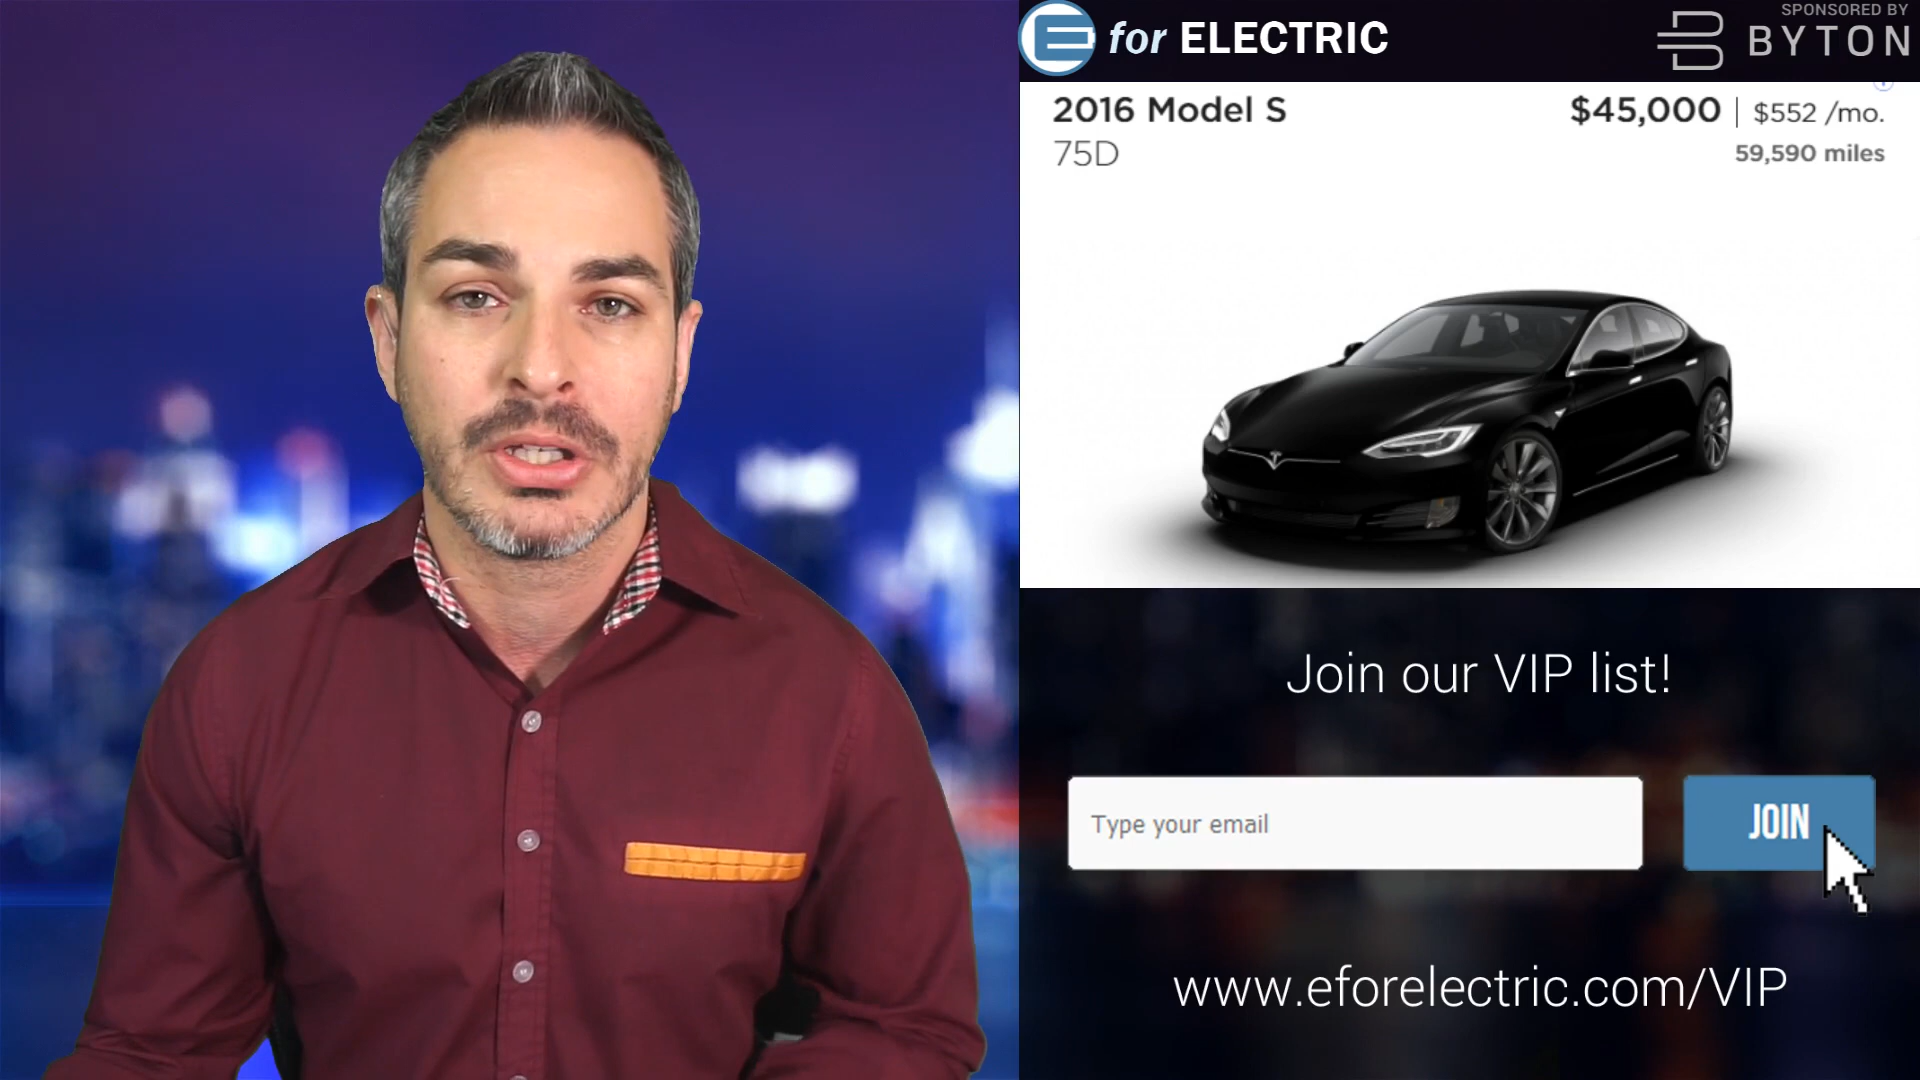 for ELECTRIC
SPONSORED BY
BYTON
2016 Model S
$45,000 | $552 /mo.
75D
59,590 miles
Join our VIP list!
Type your email
JOIN
www.eforelectric.com/VIP